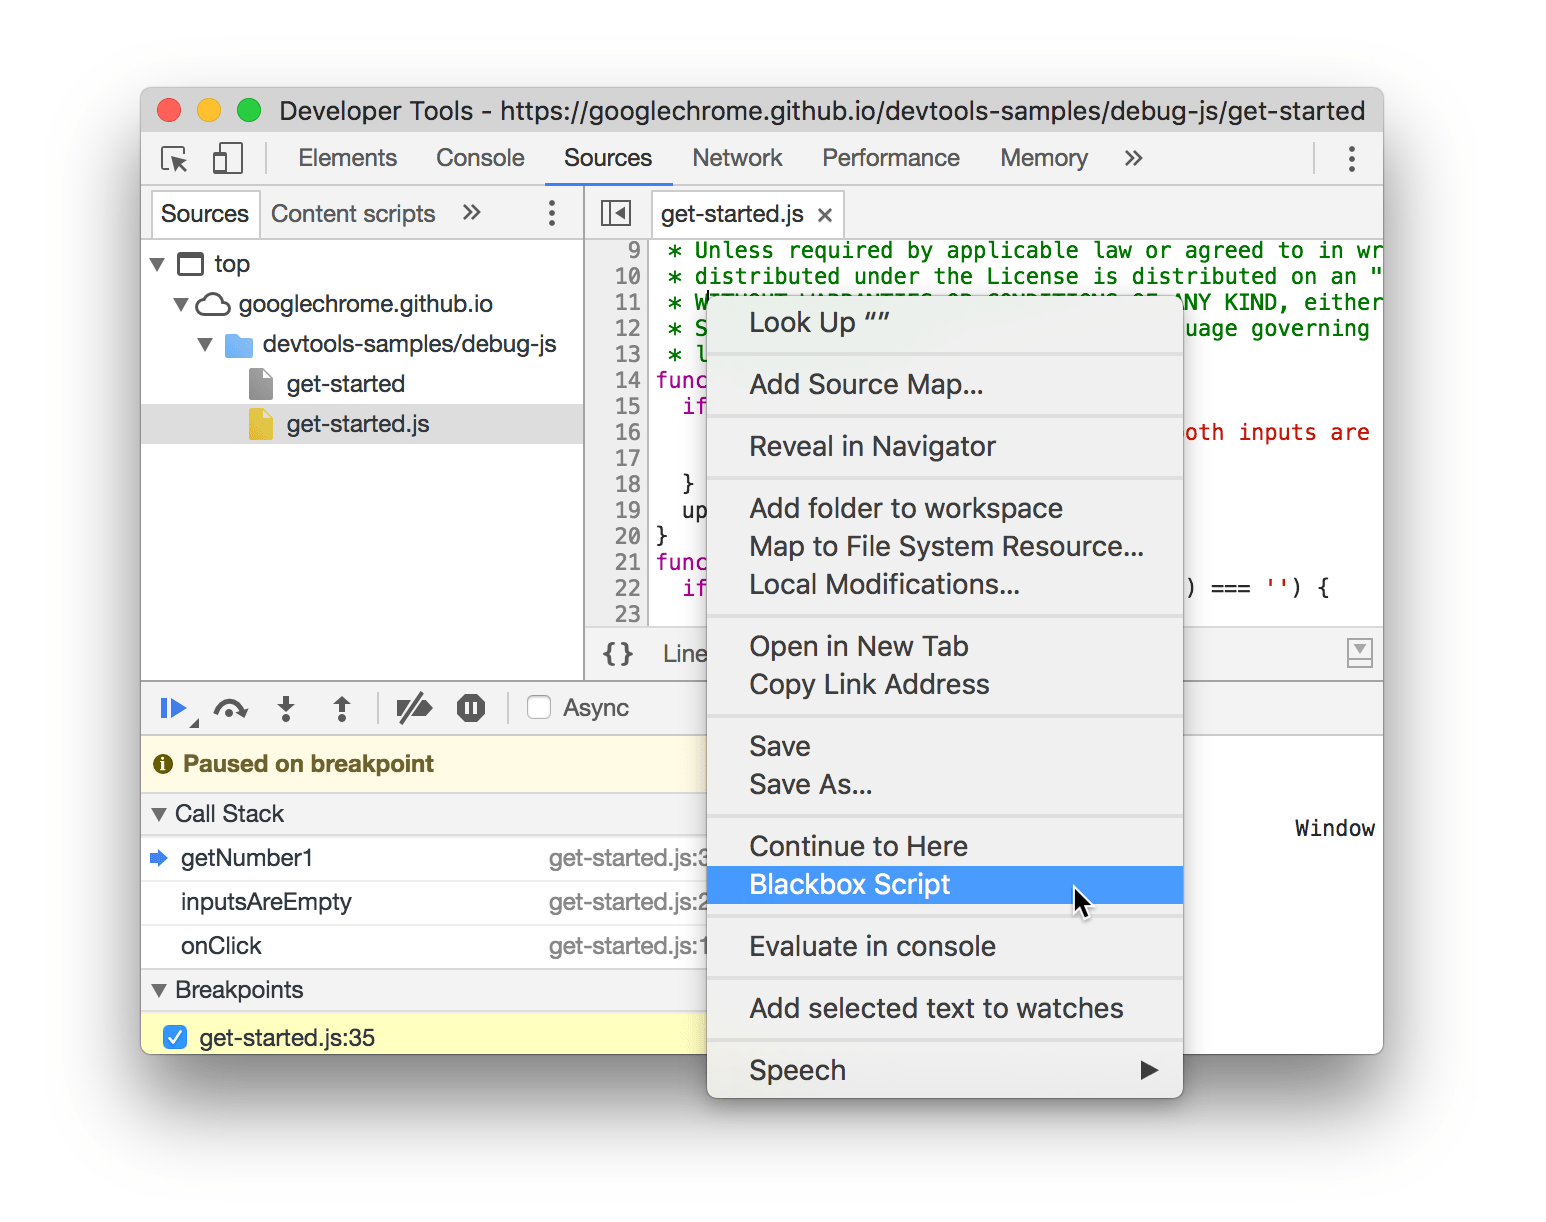 Developer Tools - https://googlechrome.github.io/devtools-samples/debug-js/get-started
Elements Console Sources Network Performance Memory »
Sources Content scripts » get-started.js ×
top
googlechrome.github.io
devtools-samples/debug-js
get-started
get-started.js
9 * Unless required by applicable law or agreed to in wr
10 * distributed under the License is distributed on an "
11 * WITHOUT WARRANTIES OR CONDITIONS OF ANY KIND, either
12 * S uage governing
13 * l
14 func
15 if
16 oth inputs are
17
18 }
19 up
20 }
21 func
22 if ) === '') {
23
{} Line
Look Up “”
Add Source Map...
Reveal in Navigator
Add folder to workspace
Map to File System Resource...
Local Modifications...
Open in New Tab
Copy Link Address
Save
Save As...
Continue to Here
Blackbox Script
Evaluate in console
Add selected text to watches
Speech
Async
Paused on breakpoint
Call Stack
getNumber1 get-started.js:3
inputsAreEmpty get-started.js:2
onClick get-started.js:1
Breakpoints
get-started.js:35
Window